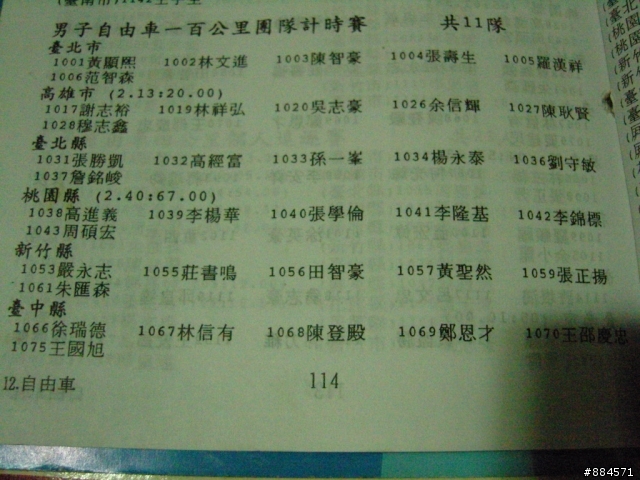 男子自由車一百公里團隊計時賽 共11隊
臺北市
1001黃顯熙 1002林文進 1003陳智豪 1004張壽生 1005羅漢祥
1006范智森
高雄市 (2.13:20.00)
1017謝志裕 1019林祥弘 1020吳志豪 1026余信輝 1027陳耿賢
1028穆志鑫
臺北縣
1031張勝凱 1032高經富 1033孫一峯 1034楊永泰 1036劉守敏
1037詹銘峻
桃園縣 (2.40:67.00)
1038高進義 1039李楊華 1040張學倫 1041李隆基 1042李錦標
1043周碩宏
新竹縣
1053嚴永志 1055莊書鳴 1056田智豪 1057黃聖然 1059張正揚
1061朱匯森
臺中縣
1066徐瑞德 1067林信有 1068陳登殿 1069鄭恩才 1070王邵慶忠
1075王國旭
12.自由車 114
#884571